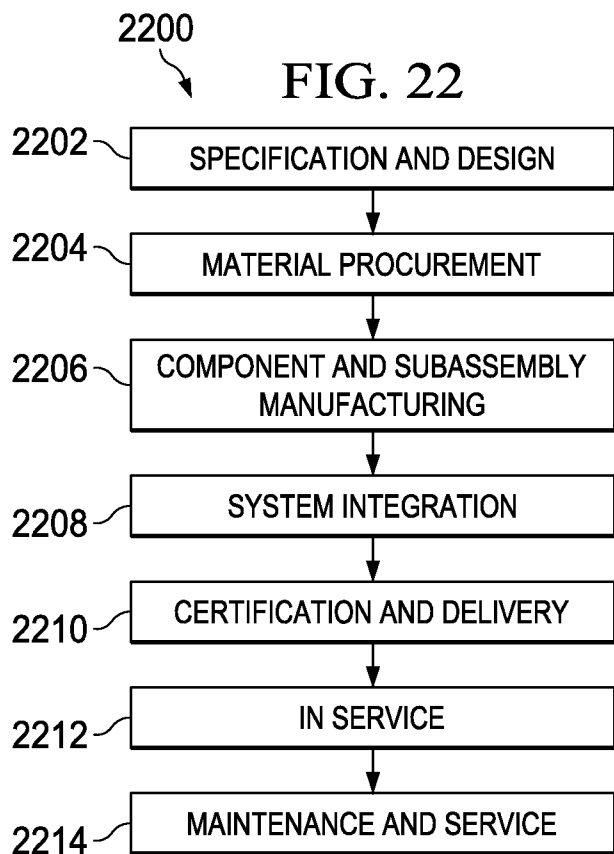 2200
FIG. 22
2202
SPECIFICATION AND DESIGN
2204
MATERIAL PROCUREMENT
2206
COMPONENT AND SUBASSEMBLY
MANUFACTURING
2208
SYSTEM INTEGRATION
2210
CERTIFICATION AND DELIVERY
2212
IN SERVICE
2214
MAINTENANCE AND SERVICE